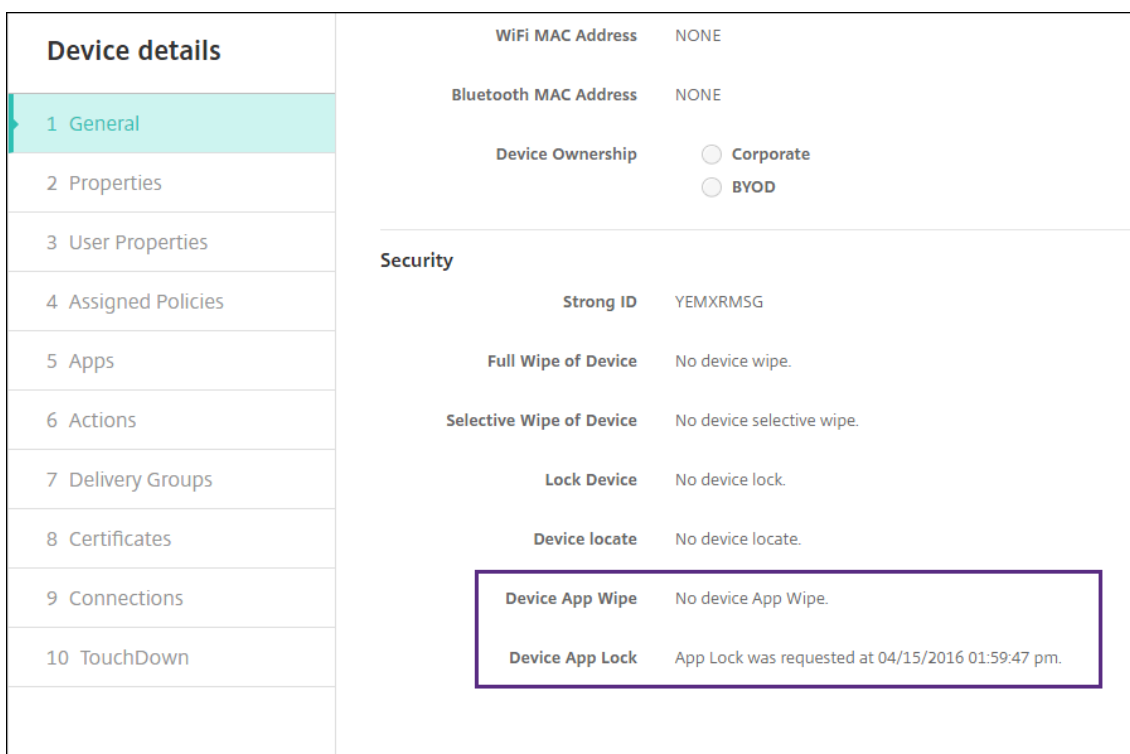 Device details
1 General
2 Properties
3 User Properties
4 Assigned Policies
5 Apps
6 Actions
7 Delivery Groups
8 Certificates
9 Connections
10 TouchDown
WiFi MAC Address NONE
Bluetooth MAC Address NONE
Device Ownership Corporate
BYOD
Security
Strong ID YEMXRMSG
Full Wipe of Device No device wipe.
Selective Wipe of Device No device selective wipe.
Lock Device No device lock.
Device locate No device locate.
Device App Wipe No device App Wipe.
Device App Lock App Lock was requested at 04/15/2016 01:59:47 pm.